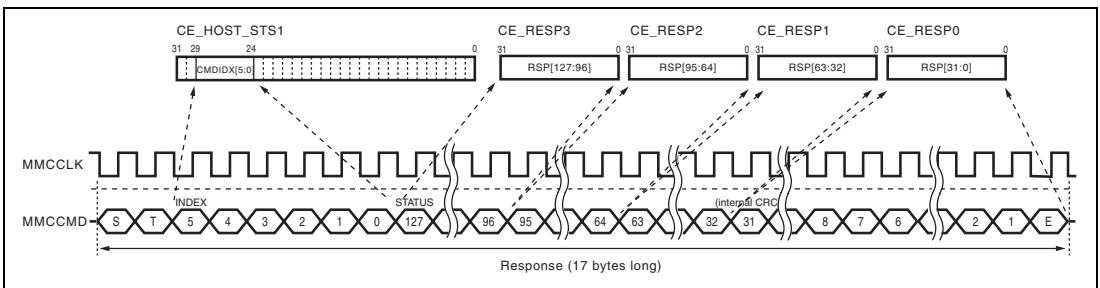 CE_HOST_STS1 CE_RESP3 CE_RESP2 CE_RESP1 CE_RESP0
31 29 24 0 31 0 31 0 31 0 31 0
CMDIDX[5:0] RSP[127:96] RSP[95:64] RSP[63:32] RSP[31:0]
MMCCLK
INDEX STATUS (internal CRC
MMCCMD S T 5 4 3 2 1 0 127 96 95 64 63 32 31 8 7 6 2 1 E
Response (17 bytes long)